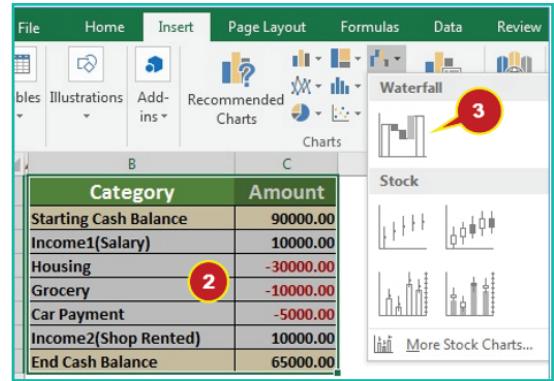 File Home Insert Page Layout Formulas Data Review
bles Illustrations Add-ins Recommended Charts
Charts
Waterfall
3
Stock
More Stock Charts...
B C
Category Amount
Starting Cash Balance 90000.00
Income1(Salary) 10000.00
Housing -30000.00
2
Grocery -10000.00
Car Payment -5000.00
Income2(Shop Rented) 10000.00
End Cash Balance 65000.00